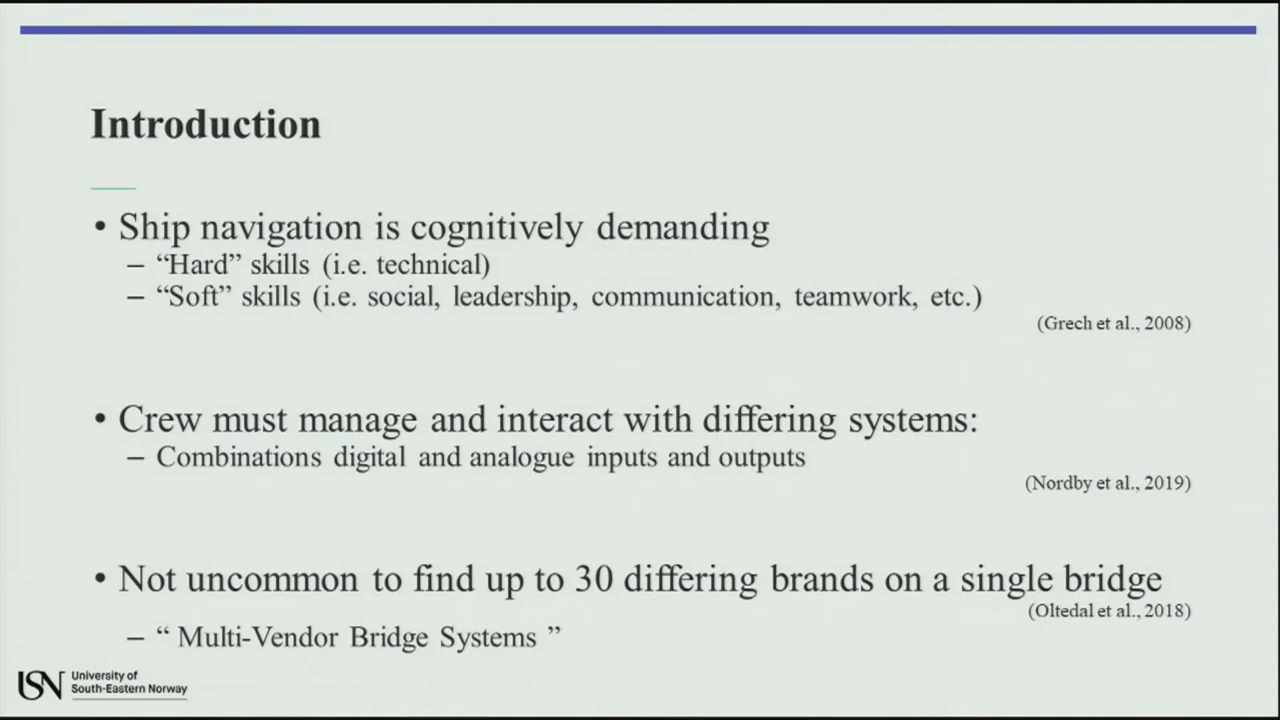 Introduction
• Ship navigation is cognitively demanding
– “Hard” skills (i.e. technical)
– “Soft” skills (i.e. social, leadership, communication, teamwork, etc.)
(Grech et al., 2008)
• Crew must manage and interact with differing systems:
– Combinations digital and analogue inputs and outputs
(Nordby et al., 2019)
• Not uncommon to find up to 30 differing brands on a single bridge
(Oltedal et al., 2018)
– “ Multi-Vendor Bridge Systems ”
USN University of
South-Eastern Norway